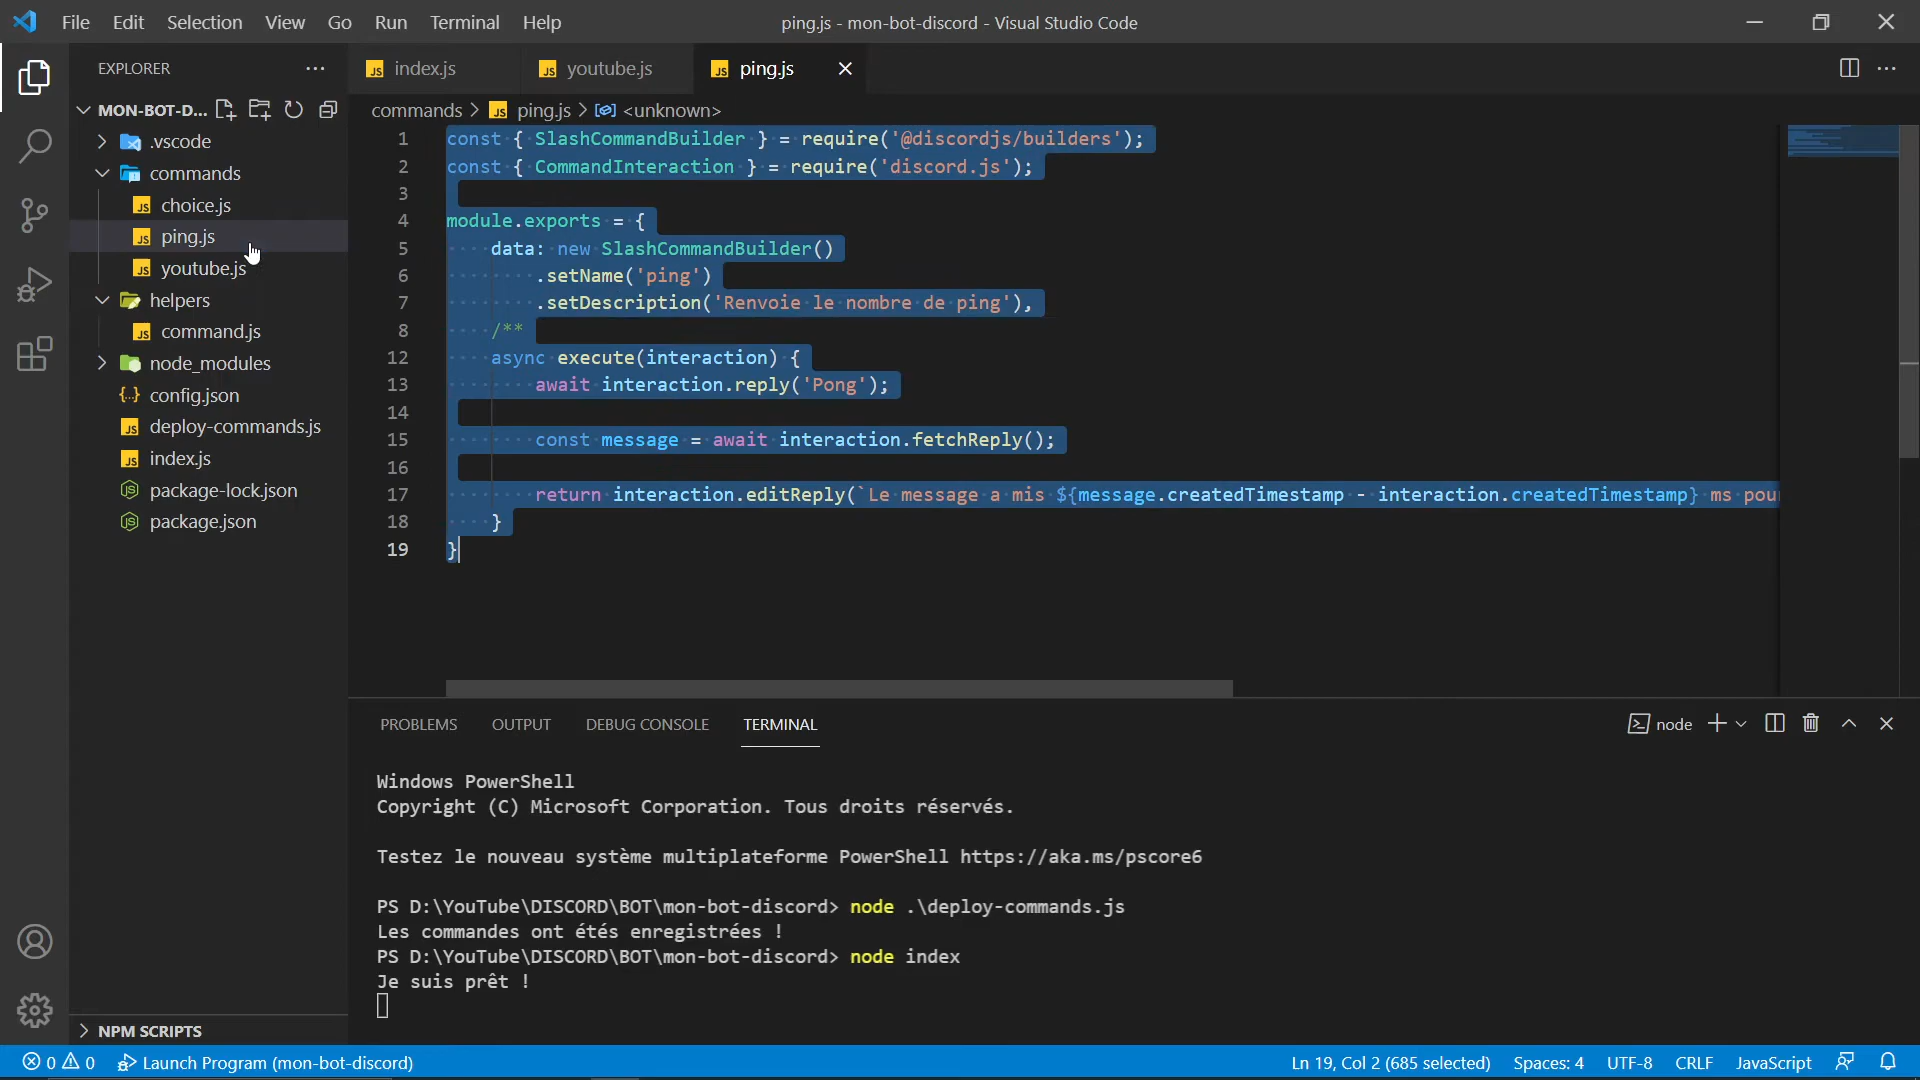 File Edit Selection View Go Run Terminal Help
ping.js - mon-bot-discord - Visual Studio Code
EXPLORER
MON-BOT-D...
.vscode
commands
choice.js
ping.js
youtube.js
helpers
command.js
node_modules
config.json
deploy-commands.js
index.js
package-lock.json
package.json
NPM SCRIPTS
index.js youtube.js ping.js
commands > ping.js > <unknown>
1 const { SlashCommandBuilder } = require('@discordjs/builders');
2 const { CommandInteraction } = require('discord.js');
3
4 module.exports = {
5 data: new SlashCommandBuilder()
6 .setName('ping')
7 .setDescription('Renvoie le nombre de ping'),
8 /**
12 async execute(interaction) {
13 await interaction.reply('Pong');
14
15 const message = await interaction.fetchReply();
16
17 return interaction.editReply(`Le message a mis ${message.createdTimestamp - interaction.createdTimestamp} ms
18 }
19 }
PROBLEMS OUTPUT DEBUG CONSOLE TERMINAL
node
Windows PowerShell
Copyright (C) Microsoft Corporation. Tous droits réservés.
Testez le nouveau système multiplateforme PowerShell https://aka.ms/pscore6
PS D:\YouTube\DISCORD\BOT\mon-bot-discord> node .\deploy-commands.js
Les commandes ont étés enregistrées !
PS D:\YouTube\DISCORD\BOT\mon-bot-discord> node index
Je suis prêt !
0 0 Launch Program (mon-bot-discord)
Ln 19, Col 2 (685 selected) Spaces: 4 UTF-8 CRLF JavaScript